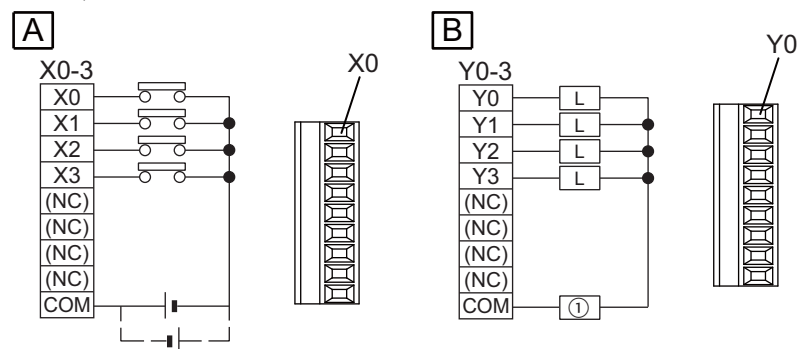 A
X0-3
X0
X1
X2
X3
(NC)
(NC)
(NC)
(NC)
COM
X0
B
Y0-3
Y0 L
Y1 L
Y2 L
Y3 L
(NC)
(NC)
(NC)
(NC)
COM ①
Y0